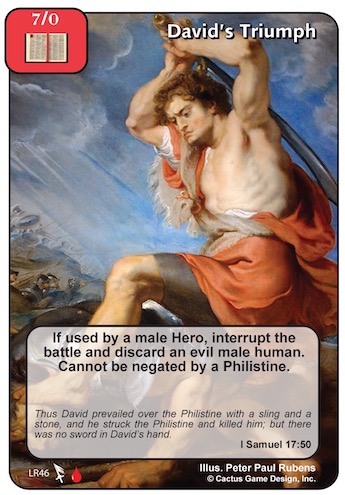 7/0
David's Triumph
If used by a male Hero, interrupt the
battle and discard an evil male human.
Cannot be negated by a Philistine.
Thus David prevailed over the Philistine with a sling and a
stone, and he struck the Philistine and killed him; but there
was no sword in David's hand.
I Samuel 17:50
LR46
Illus. Peter Paul Rubens
© Cactus Game Design, Inc.